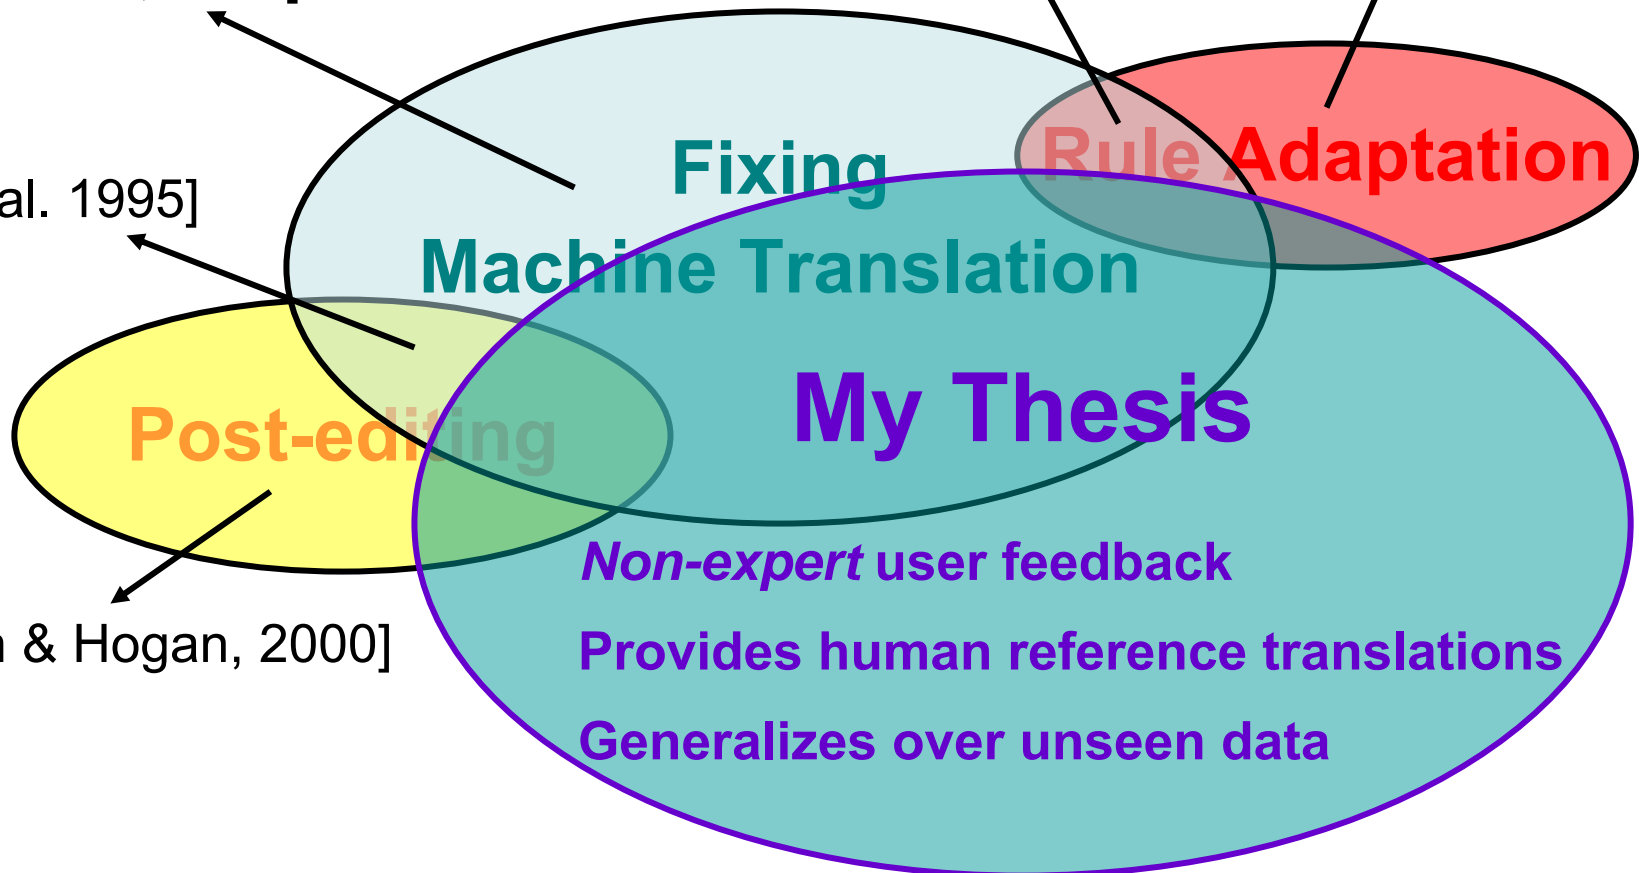 Fixing
Rule Adaptation
al. 1995]
Machine Translation
My Thesis
Post-editing
Non-expert user feedback
& Hogan, 2000]
Provides human reference translations
Generalizes over unseen data